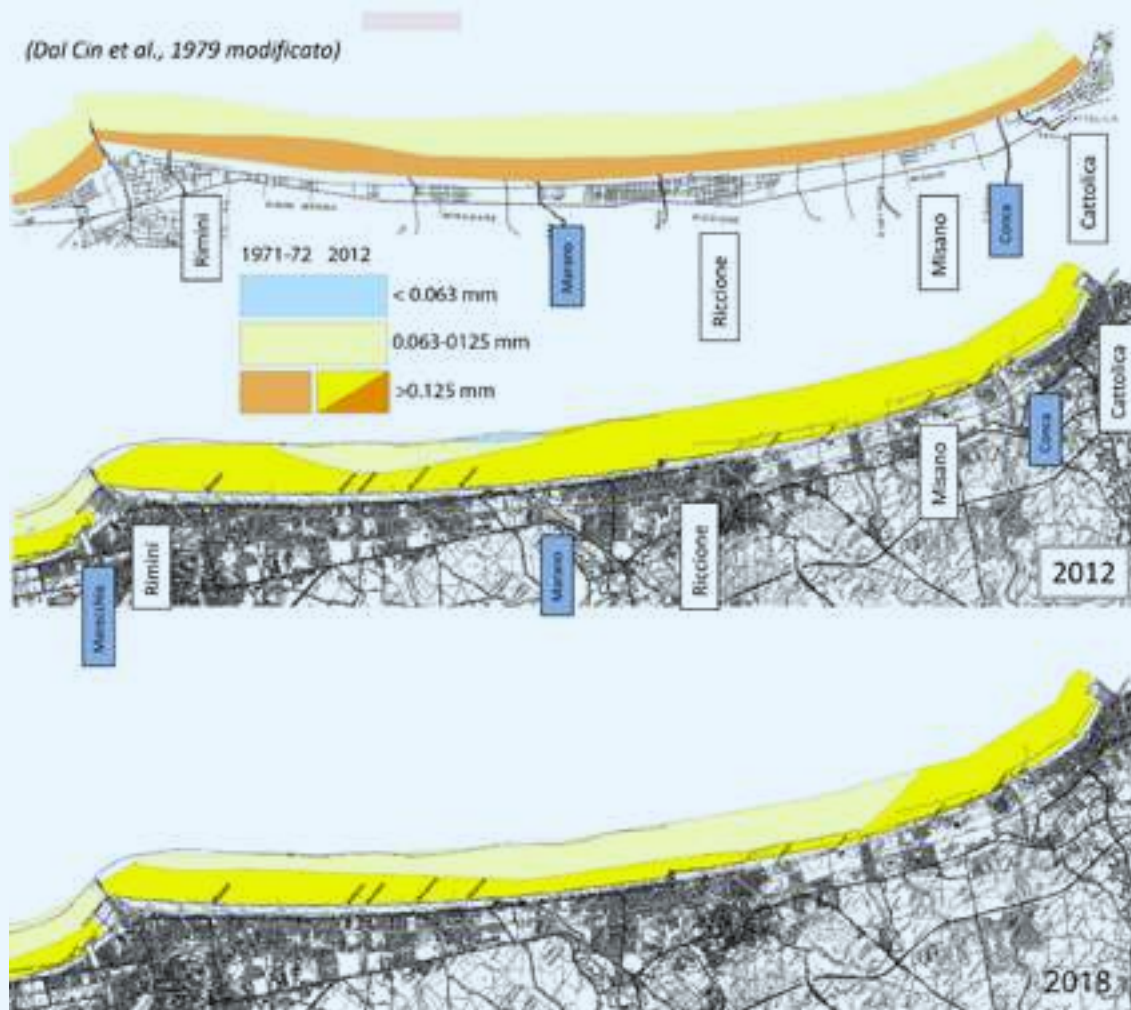 (Dal Cin et al., 1979 modificato)
Rimini
Marano
Riccione
Misano
Conca
Cattolica
1971-72 2012
< 0.063 mm
0.063-0125 mm
>0.125 mm
Marecchia
Rimini
Marano
Riccione
Misano
Conca
Cattolica
2012
2018